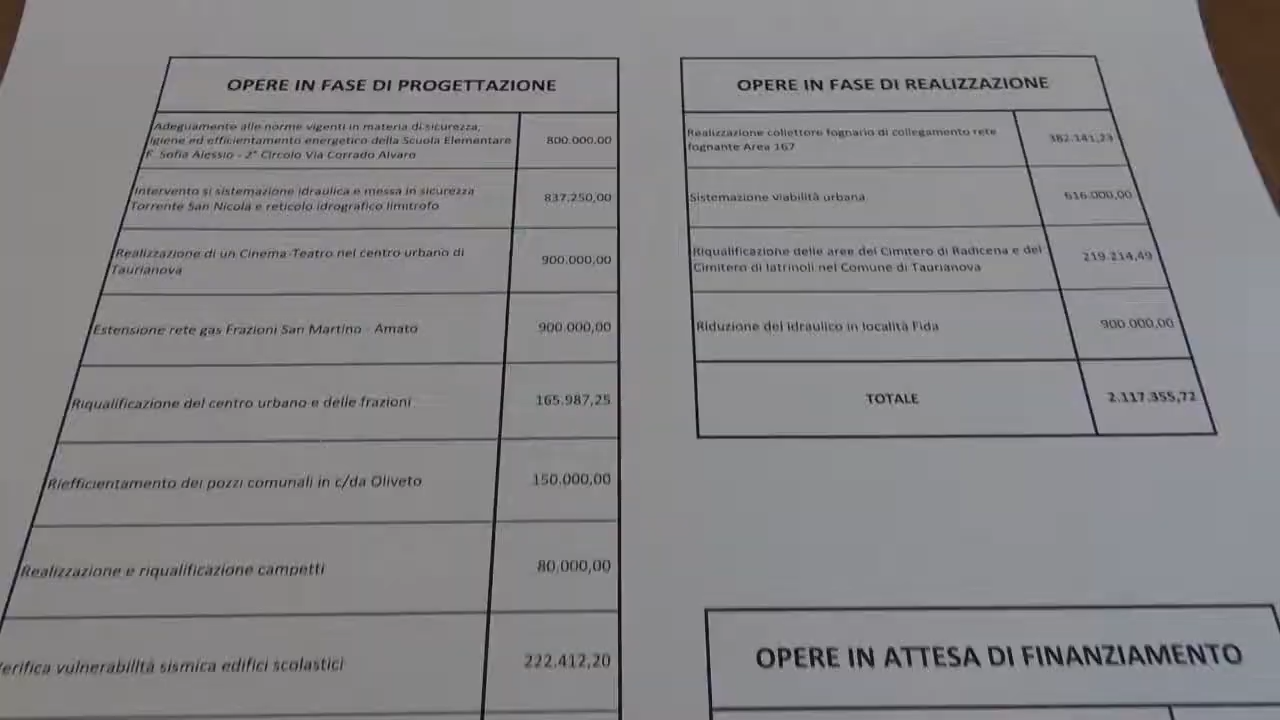 OPERE IN FASE DI PROGETTAZIONE
Adeguamento alle norme vigenti in materia di sicurezza,
igiene ed efficientamento energetico della Scuola Elementare
F. Sofia Alessio - 2° Circolo Via Corrado Alvaro
800.000,00
Intervento si sistemazione idraulica e messa in sicurezza
Torrente San Nicola e reticolo idrografico limitrofo
837.250,00
Realizzazione di un Cinema-Teatro nel centro urbano di
Taurianova
900.000,00
Estensione rete gas Frazioni San Martino - Amato
900.000,00
Riqualificazione del centro urbano e delle frazioni
165.987,25
Riefficientamento dei pozzi comunali in c/da Oliveto
150.000,00
Realizzazione e riqualificazione campetti
80.000,00
erifica vulnerabilità sismica edifici scolastici
222.412,20
OPERE IN FASE DI REALIZZAZIONE
Realizzazione collettore fognario di collegamento rete
fognante Area 167
382.141,23
Sistemazione viabilità urbana
616.000,00
Riqualificazione delle aree del Cimitero di Radicena e del
Cimitero di Iatrinoli nel Comune di Taurianova
219.214,49
Riduzione del idraulico in località Fida
900.000,00
TOTALE
2.117.355,72
OPERE IN ATTESA DI FINANZIAMENTO